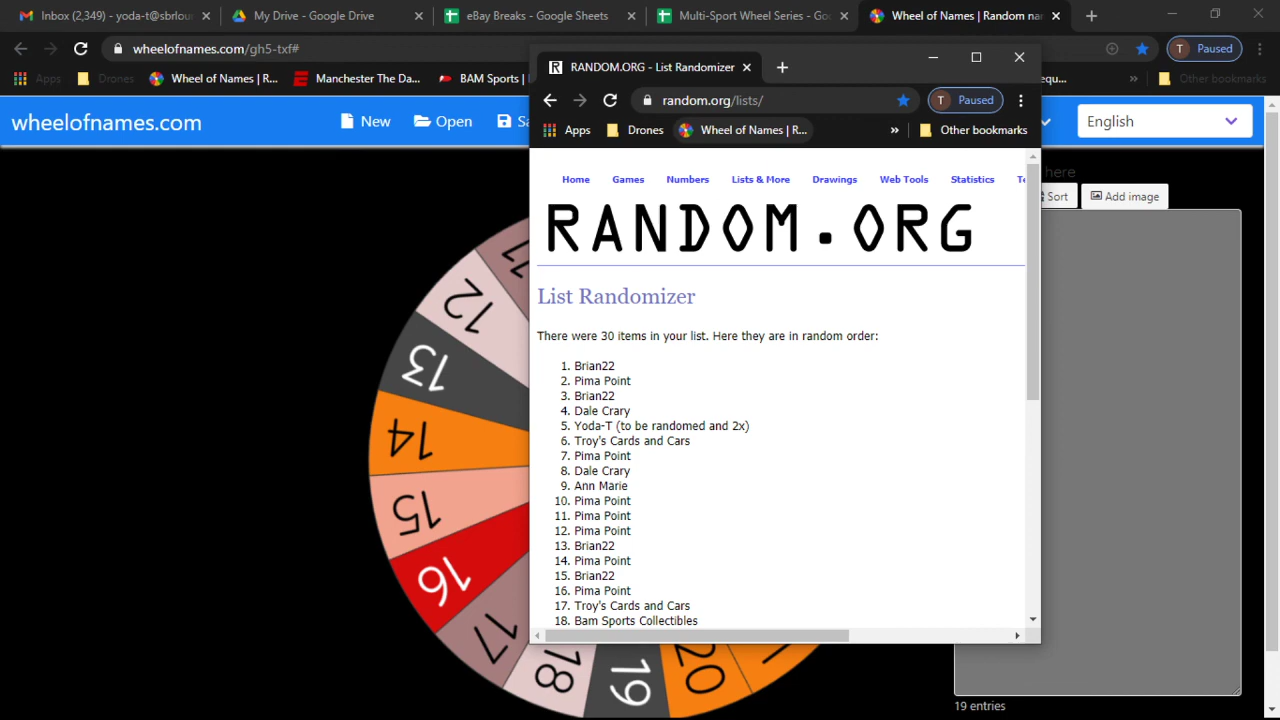 Inbox (2,349) - yoda-t@sbrlou
My Drive - Google Drive
eBay Breaks - Google Sheets
Multi-Sport Wheel Series - Goo
Wheel of Names | Random na
wheelofnames.com/gh5-txf#
T Paused
Apps
Drones
Wheel of Names | R...
Manchester The Da...
BAM Sports |
equ...
»
Other bookmarks
RANDOM.ORG - List Randomizer
random.org/lists/
T Paused
Apps
Drones
Wheel of Names | R...
»
Other bookmarks
wheelofnames.com
New
Open
Sa
English
Home
Games
Numbers
Lists & More
Drawings
Web Tools
Statistics
Te
RANDOM.ORG
List Randomizer
There were 30 items in your list. Here they are in random order:
1. Brian22
2. Pima Point
3. Brian22
4. Dale Crary
5. Yoda-T (to be randomed and 2x)
6. Troy's Cards and Cars
7. Pima Point
8. Dale Crary
9. Ann Marie
10. Pima Point
11. Pima Point
12. Pima Point
13. Brian22
14. Pima Point
15. Brian22
16. Pima Point
17. Troy's Cards and Cars
18. Bam Sports Collectibles
here
Sort
Add image
19 entries
11
12
13
14
15
16
17
18
19
20
1